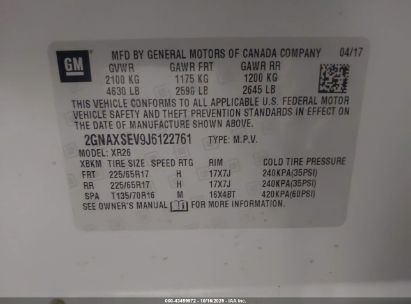 GM
MFD BY GENERAL MOTORS OF CANADA COMPANY 04/17
GVWR GAWR FRT GAWR RR
2100 KG 1175 KG 1200 KG
4630 LB 2590 LB 2645 LB
THIS VEHICLE CONFORMS TO ALL APPLICABLE U.S. FEDERAL MOTOR
VEHICLE SAFETY AND THEFT PREVENTION STANDARDS IN EFFECT ON
THE DATE OF MANUFACTURE SHOWN ABOVE.
2GNAXSEV9J6122761 TYPE: M.P.V.
MODEL: XR26
XBKM TIRE SIZE SPEED RTG RIM COLD TIRE PRESSURE
FRT 225/65R17 H 17X7J 240KPA(35PSI)
RR 225/65R17 H 17X7J 240KPA(35PSI)
SPA T135/70R16 M 16X4BT 420KPA(60PSI)
SEE OWNER'S MANUAL FOR MORE INFORMATION.